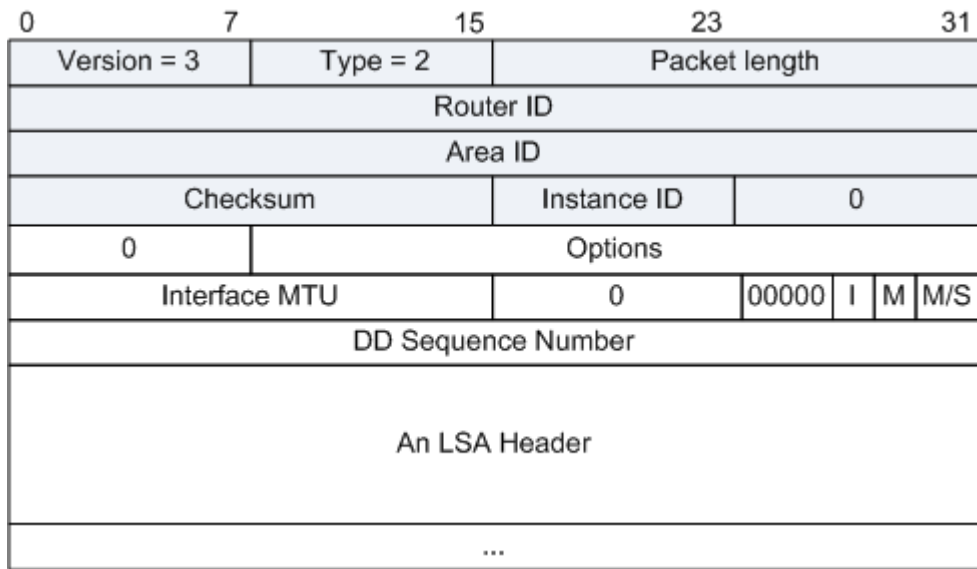 0 7 15 23 31
Version = 3 Type = 2 Packet length
Router ID
Area ID
Checksum Instance ID 0
0 Options
Interface MTU 0 00000 I M M/S
DD Sequence Number
An LSA Header
...